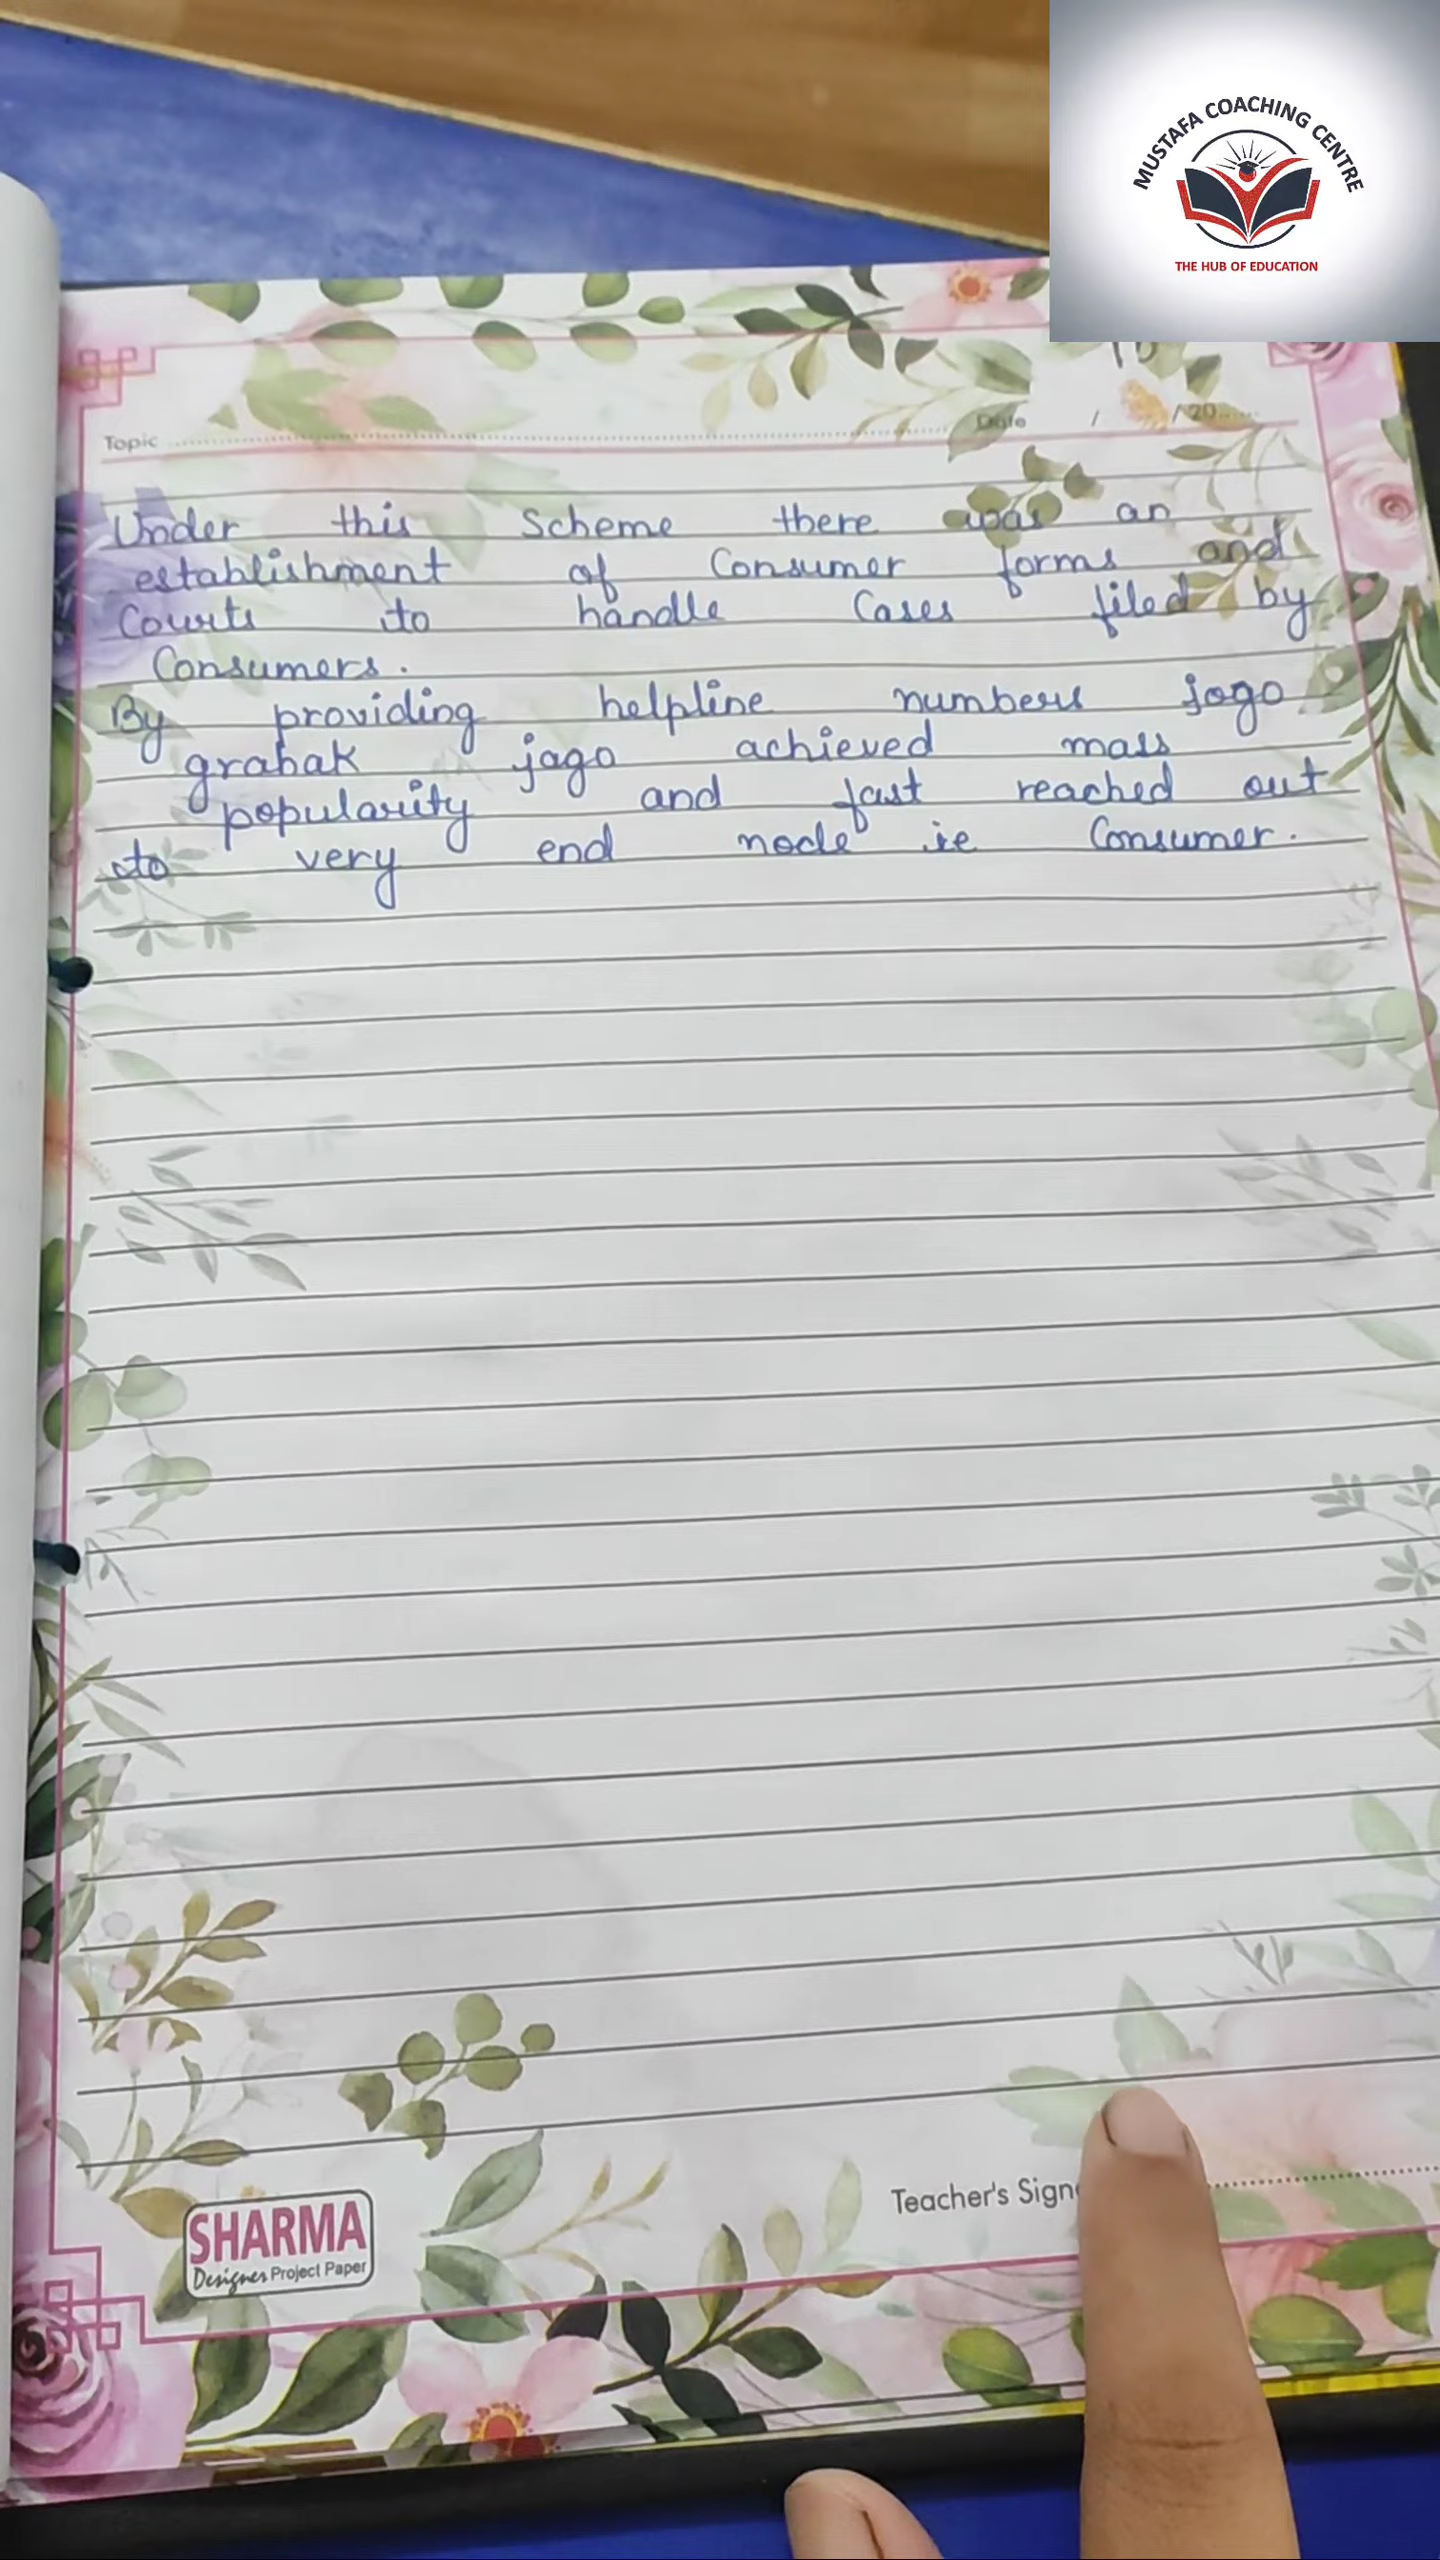 MUSTAFA COACHING CENTRE
THE HUB OF EDUCATION
Topic
Date / / 20
Under this Scheme there was an
establishment of Consumer forms and
Courts to handle Cases filed by
Consumers.
By providing helpline numbers jogo
grahak jago achieved mass
popularity and fast reached out
to very end node ie Consumer.
Teacher's Sign
SHARMA
Designer Project Paper